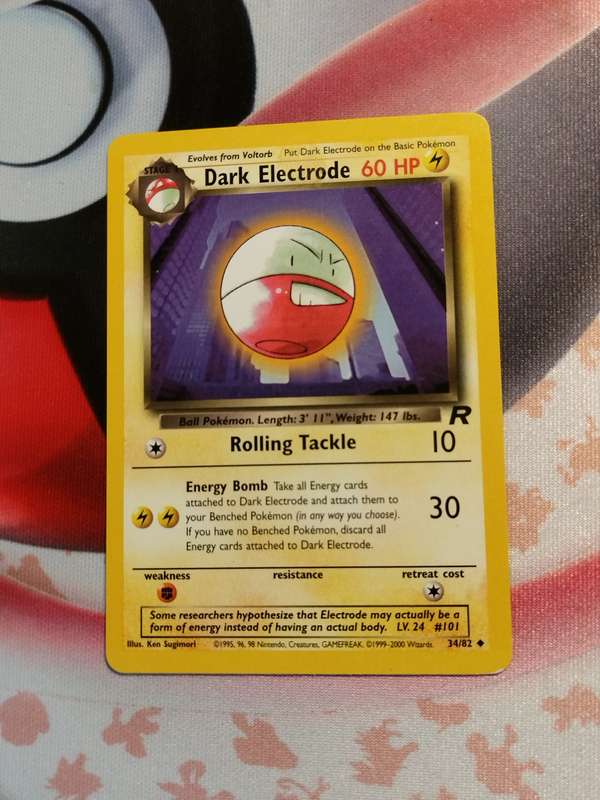 Evolves from Voltorb Put Dark Electrode on the Basic Pokémon
STAGE 1
Dark Electrode 60 HP
Ball Pokémon. Length: 3' 11", Weight: 147 lbs.
R
Rolling Tackle 10
Energy Bomb Take all Energy cards
attached to Dark Electrode and attach them to
your Benched Pokémon (in any way you choose).
If you have no Benched Pokémon, discard all
Energy cards attached to Dark Electrode.
30
weakness resistance retreat cost
Some researchers hypothesize that Electrode may actually be a
form of energy instead of having an actual body. LV. 24 #101
Illus. Ken Sugimori ©1995, 96, 98 Nintendo, Creatures, GAMEFREAK. ©1999-2000 Wizards. 34/82